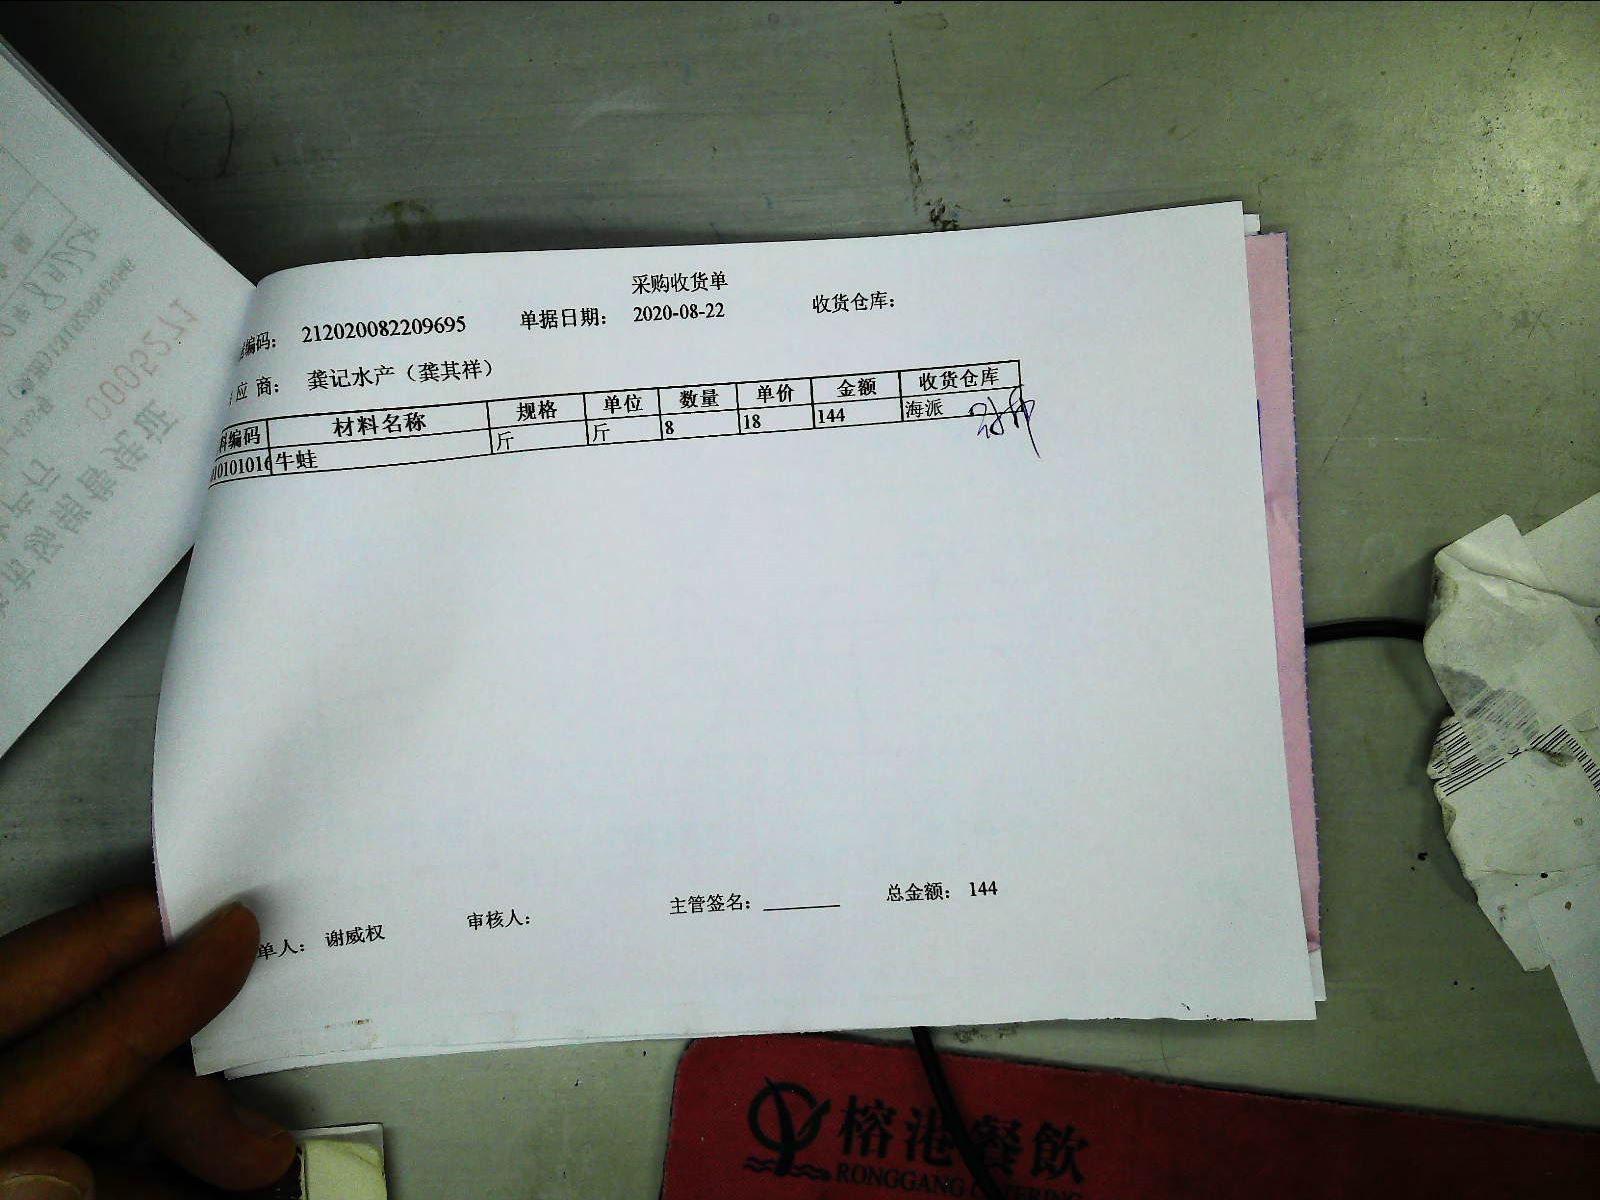 采购收货单
编码： 212020082209695 单据日期： 2020-08-22 收货仓库：
应商： 龚记水产（龚其祥）
料编码 材料名称 规格 单位 数量 单价 金额 收货仓库
10101016 牛蛙 斤 斤 8 18 144 海派
单人： 谢威权 审核人： 主管签名： ________ 总金额： 144
榕港餐飲
RONGGANG CATERING